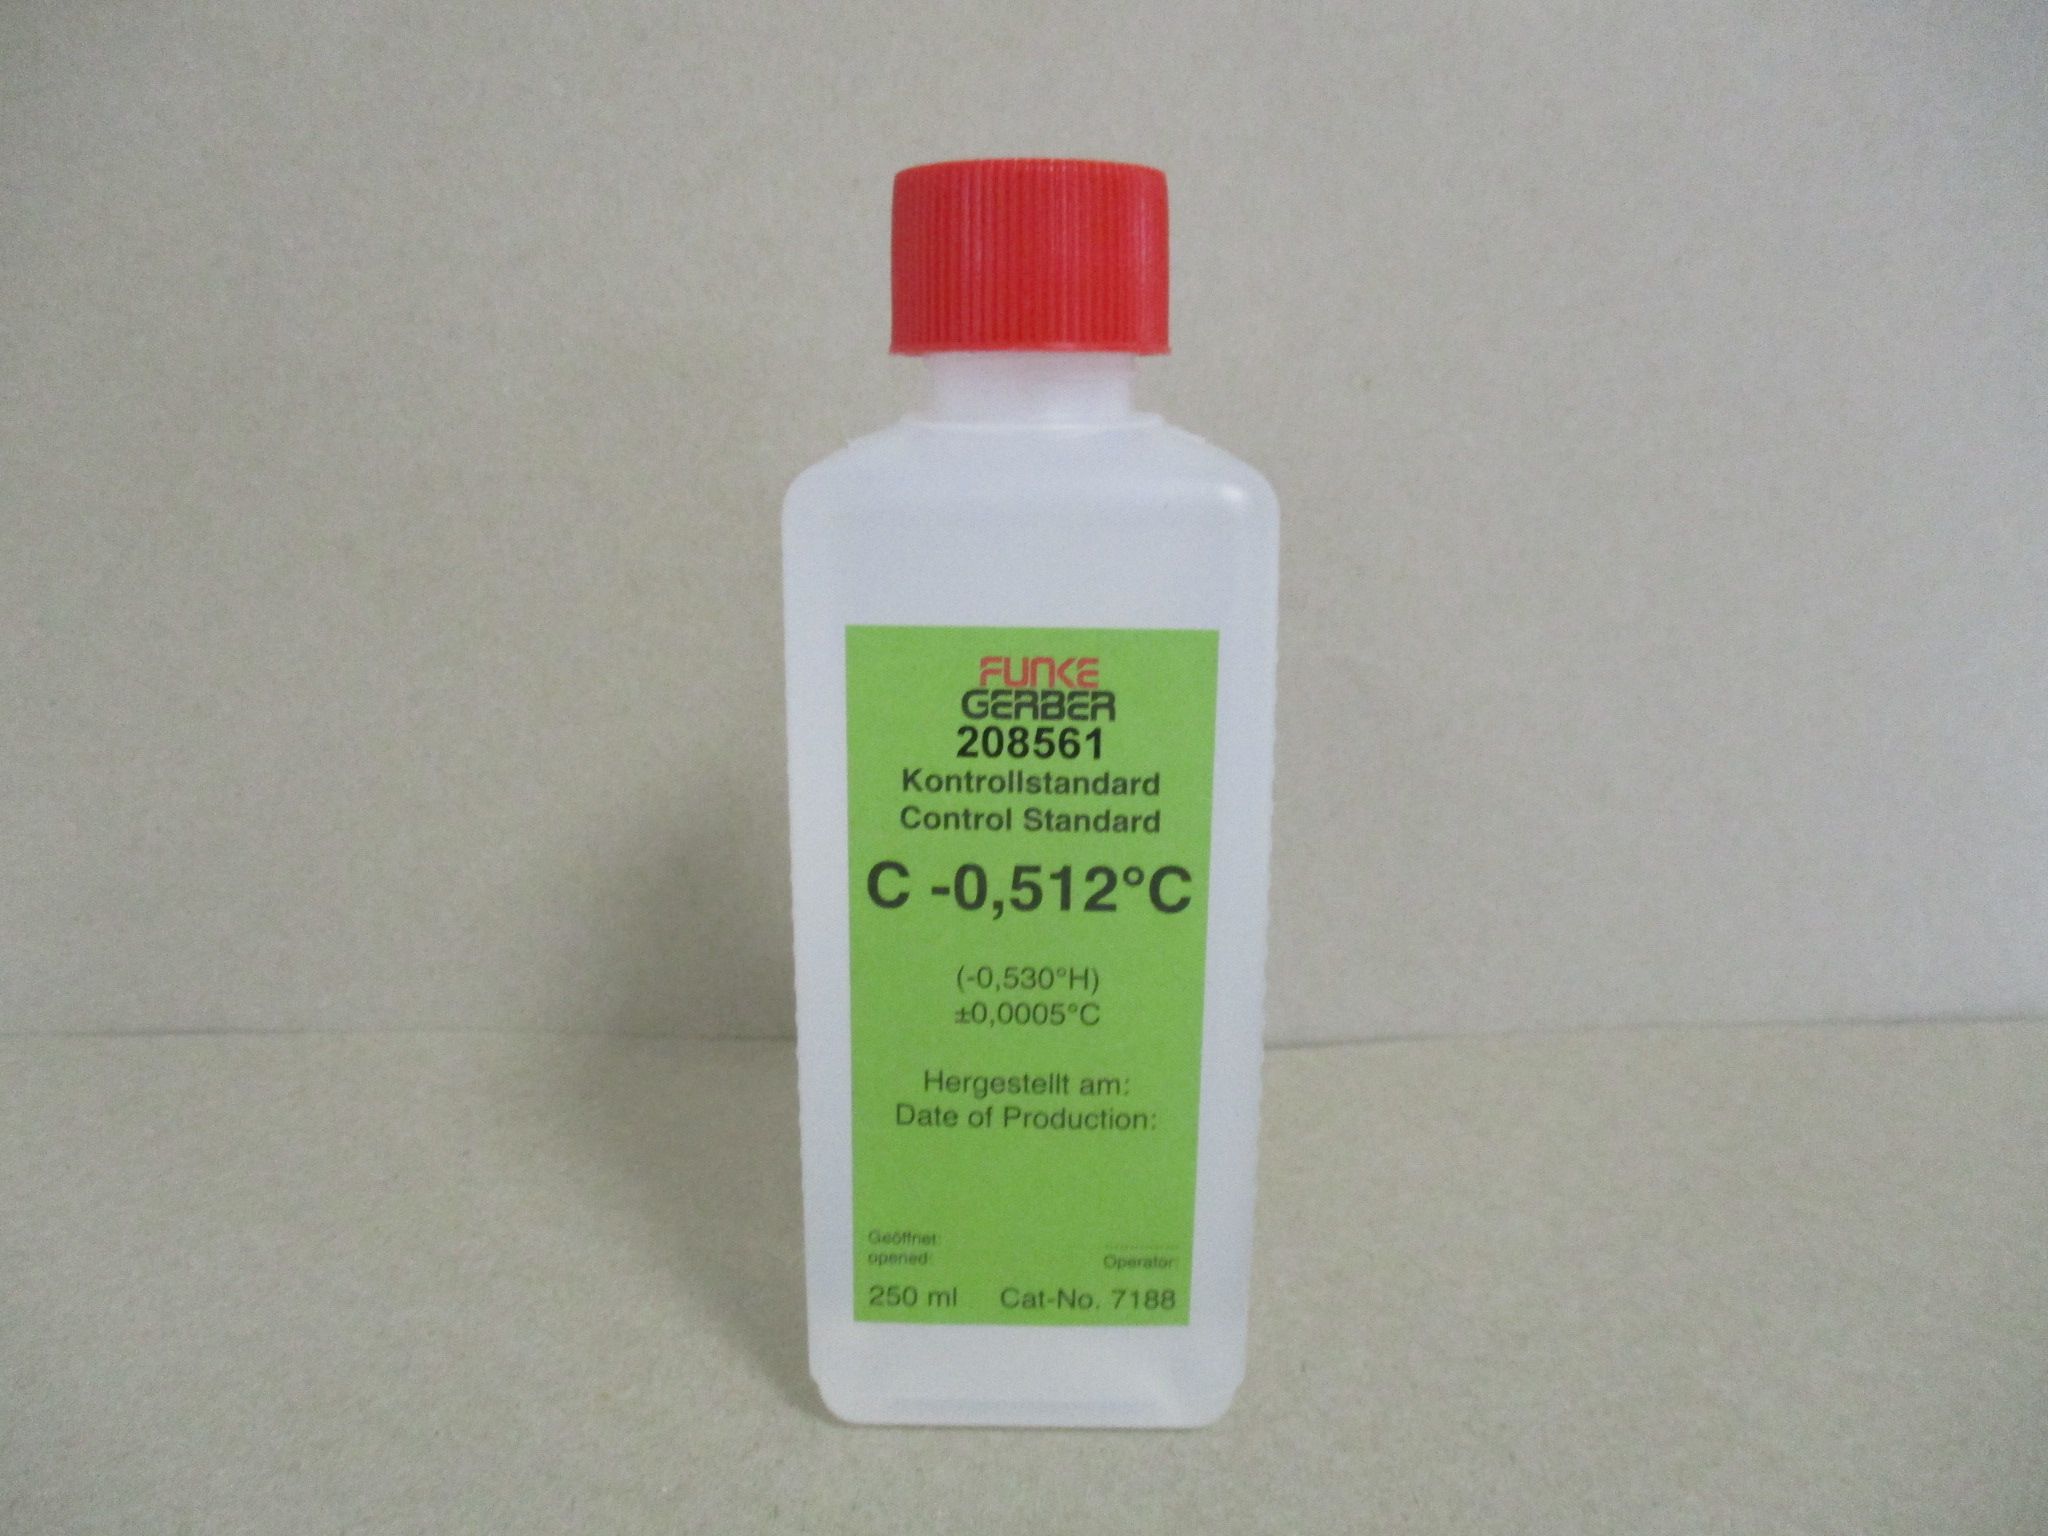 FUNKE
GERBER
208561
Kontrollstandard
Control Standard
C -0,512°C
(-0,530°H)
±0,0005°C
Hergestellt am:
Date of Production:
Geöffnet:
opened:
Operator:
250 ml Cat-No. 7188